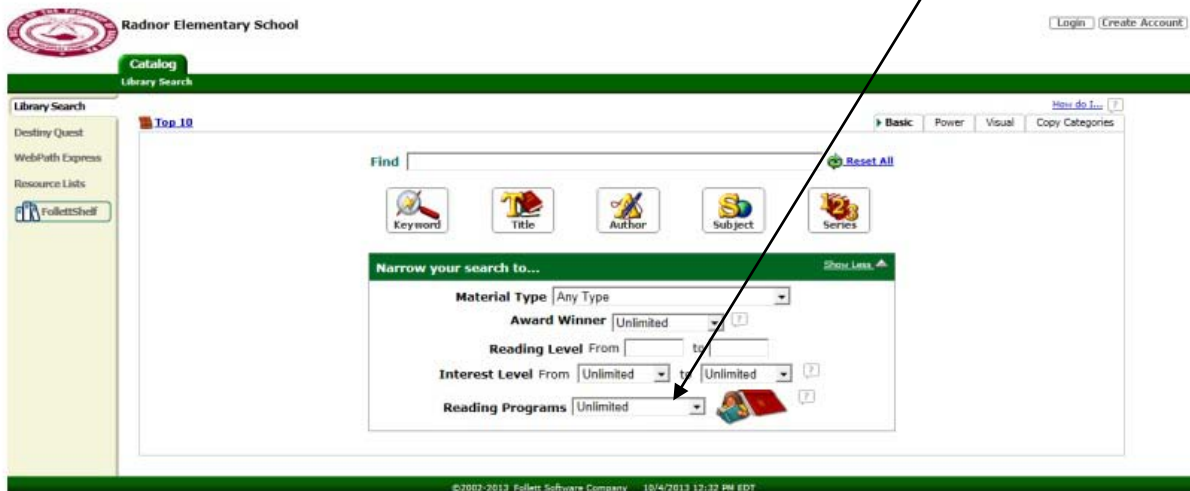 Radnor Elementary School
Login Create Account
Catalog
Library Search
Library Search
How do I... ?
Top 10
Basic Power Visual Copy Categories
Destiny Quest
WebPath Express
Resource Lists
FollettShelf
Find Reset All
Keyword Title Author Subject Series
Narrow your search to... Show Less
Material Type Any Type
Award Winner Unlimited ?
Reading Level From to
Interest Level From Unlimited to Unlimited ?
Reading Programs Unlimited ?
©2002-2013 Follett Software Company 10/4/2013 12:32 PM EDT